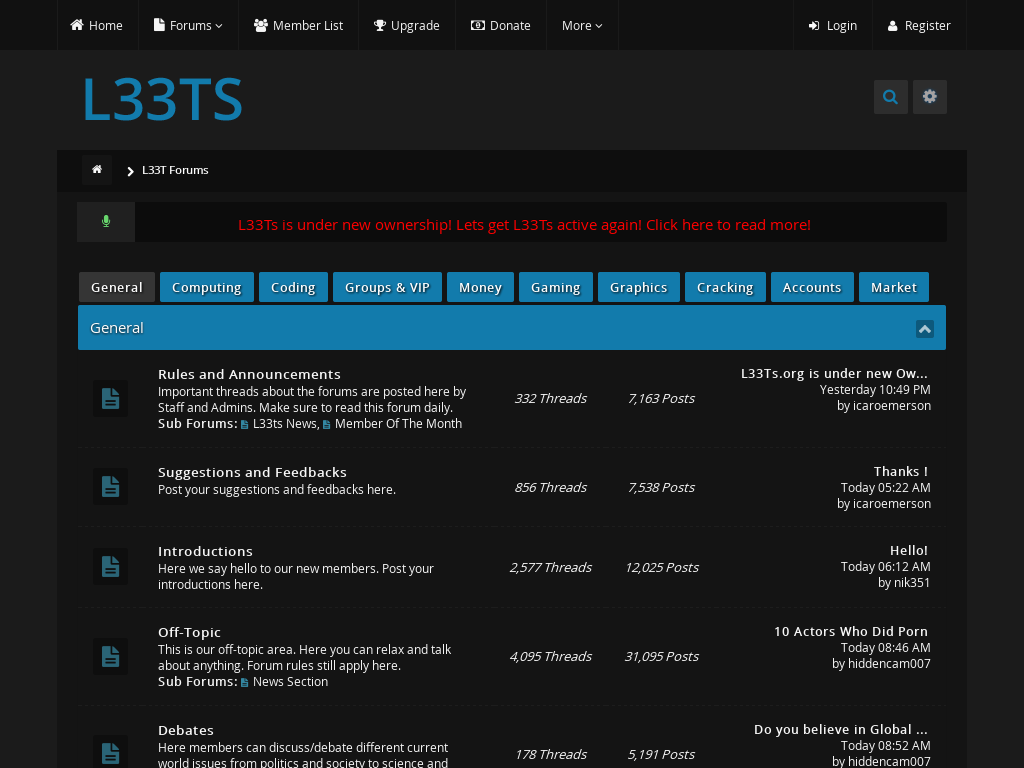 Home Forums Member List Upgrade Donate More Login Register
L33TS
L33T Forums
L33Ts is under new ownership! Lets get L33Ts active again! Click here to read more!
General Computing Coding Groups & VIP Money Gaming Graphics Cracking Accounts Market
General
Rules and Announcements
Important threads about the forums are posted here by
Staff and Admins. Make sure to read this forum daily.
Sub Forums: L33ts News, Member Of The Month
332 Threads
7,163 Posts
L33Ts.org is under new Ow...
Yesterday 10:49 PM
by icaroemerson
Suggestions and Feedbacks
Post your suggestions and feedbacks here.
856 Threads
7,538 Posts
Thanks !
Today 05:22 AM
by icaroemerson
Introductions
Here we say hello to our new members. Post your
introductions here.
2,577 Threads
12,025 Posts
Hello!
Today 06:12 AM
by nik351
Off-Topic
This is our off-topic area. Here you can relax and talk
about anything. Forum rules still apply here.
Sub Forums: News Section
4,095 Threads
31,095 Posts
10 Actors Who Did Porn
Today 08:46 AM
by hiddencam007
Debates
Here members can discuss/debate different current
world issues from politics and society to science and
178 Threads
5,191 Posts
Do you believe in Global ...
Today 08:52 AM
by hiddencam007